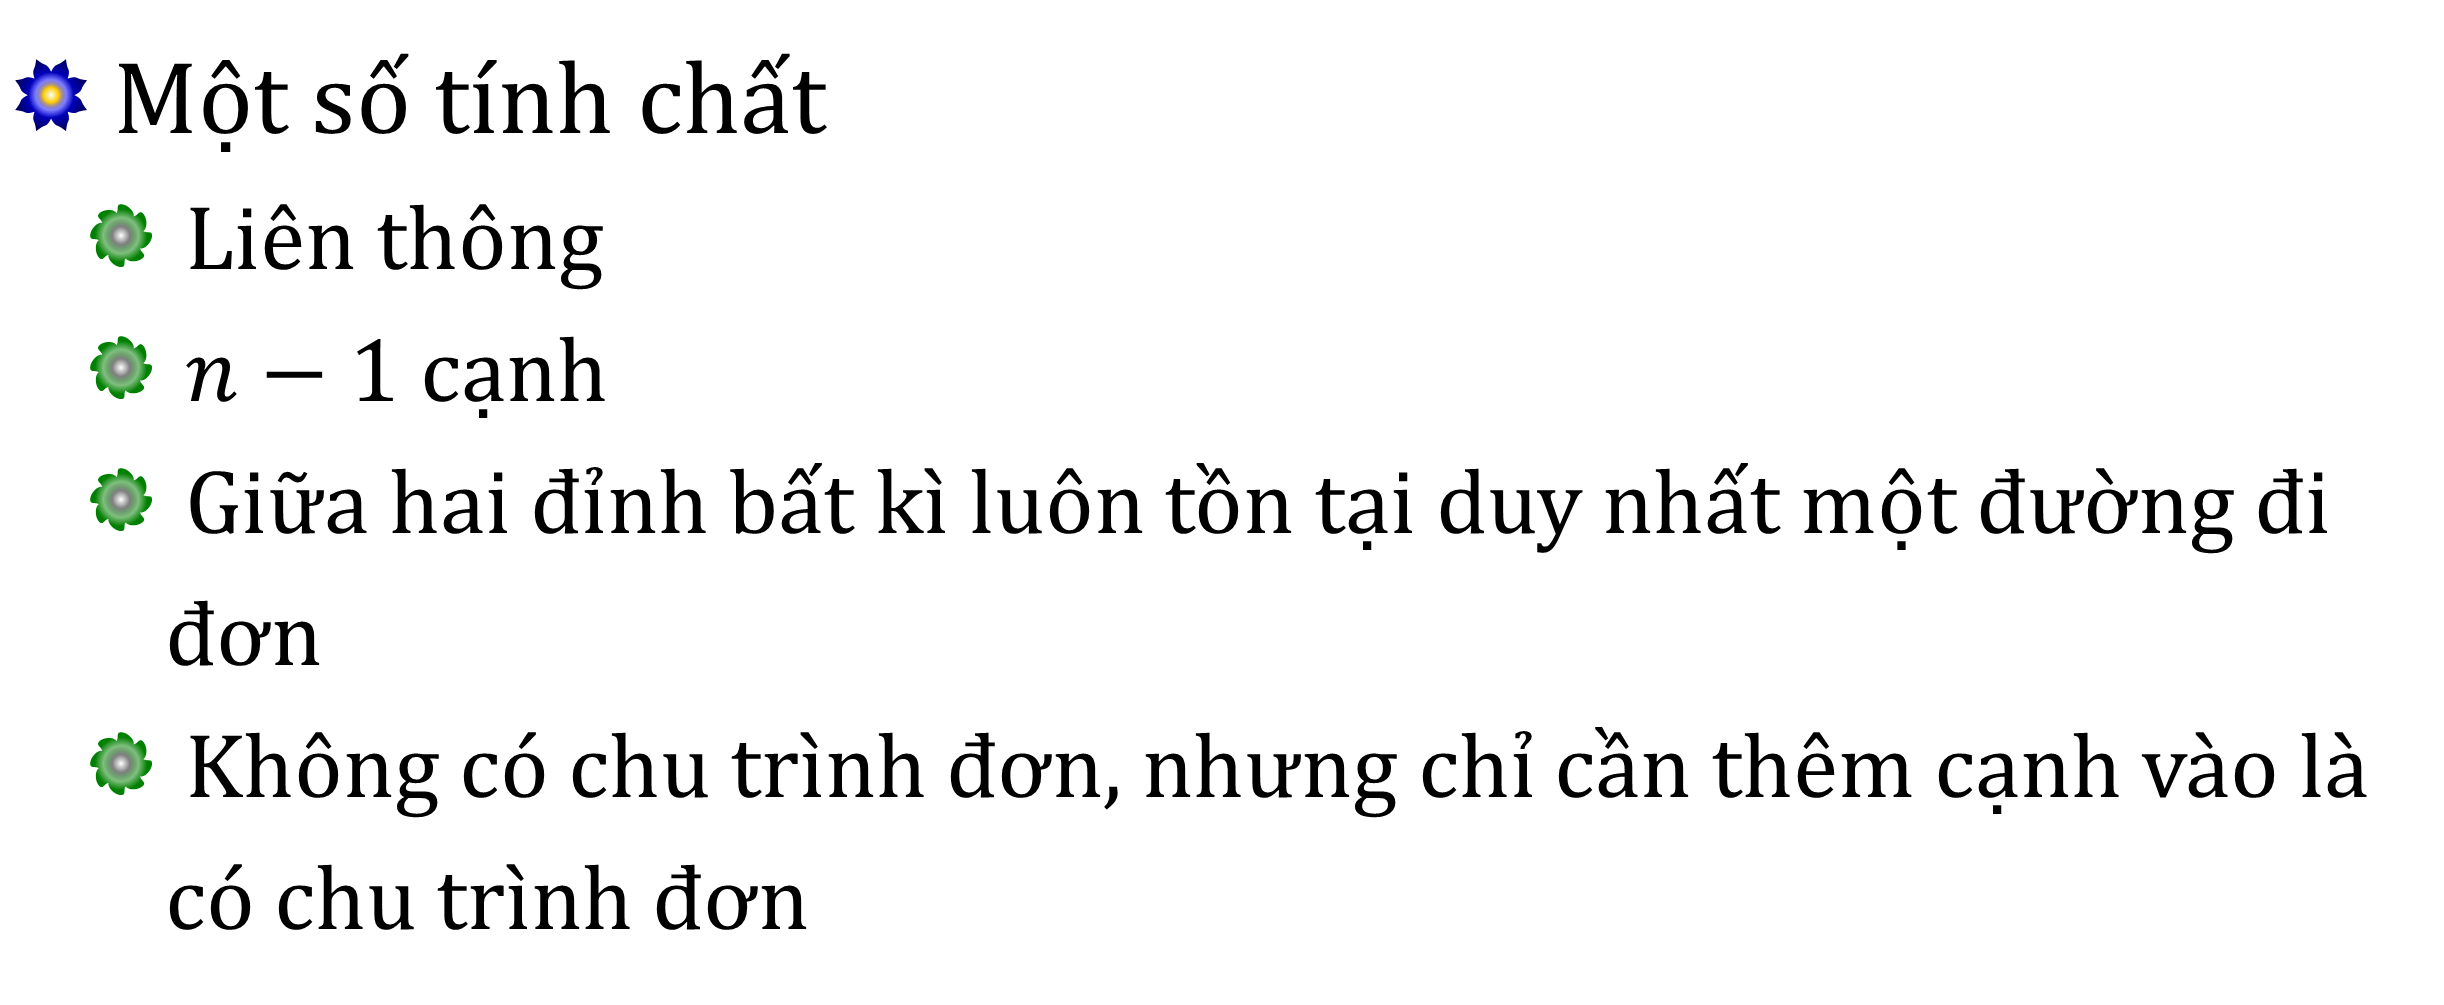 Một số tính chất
Liên thông
n − 1 cạnh
Giữa hai đỉnh bất kì luôn tồn tại duy nhất một đường đi
đơn
Không có chu trình đơn, nhưng chỉ cần thêm cạnh vào là
có chu trình đơn